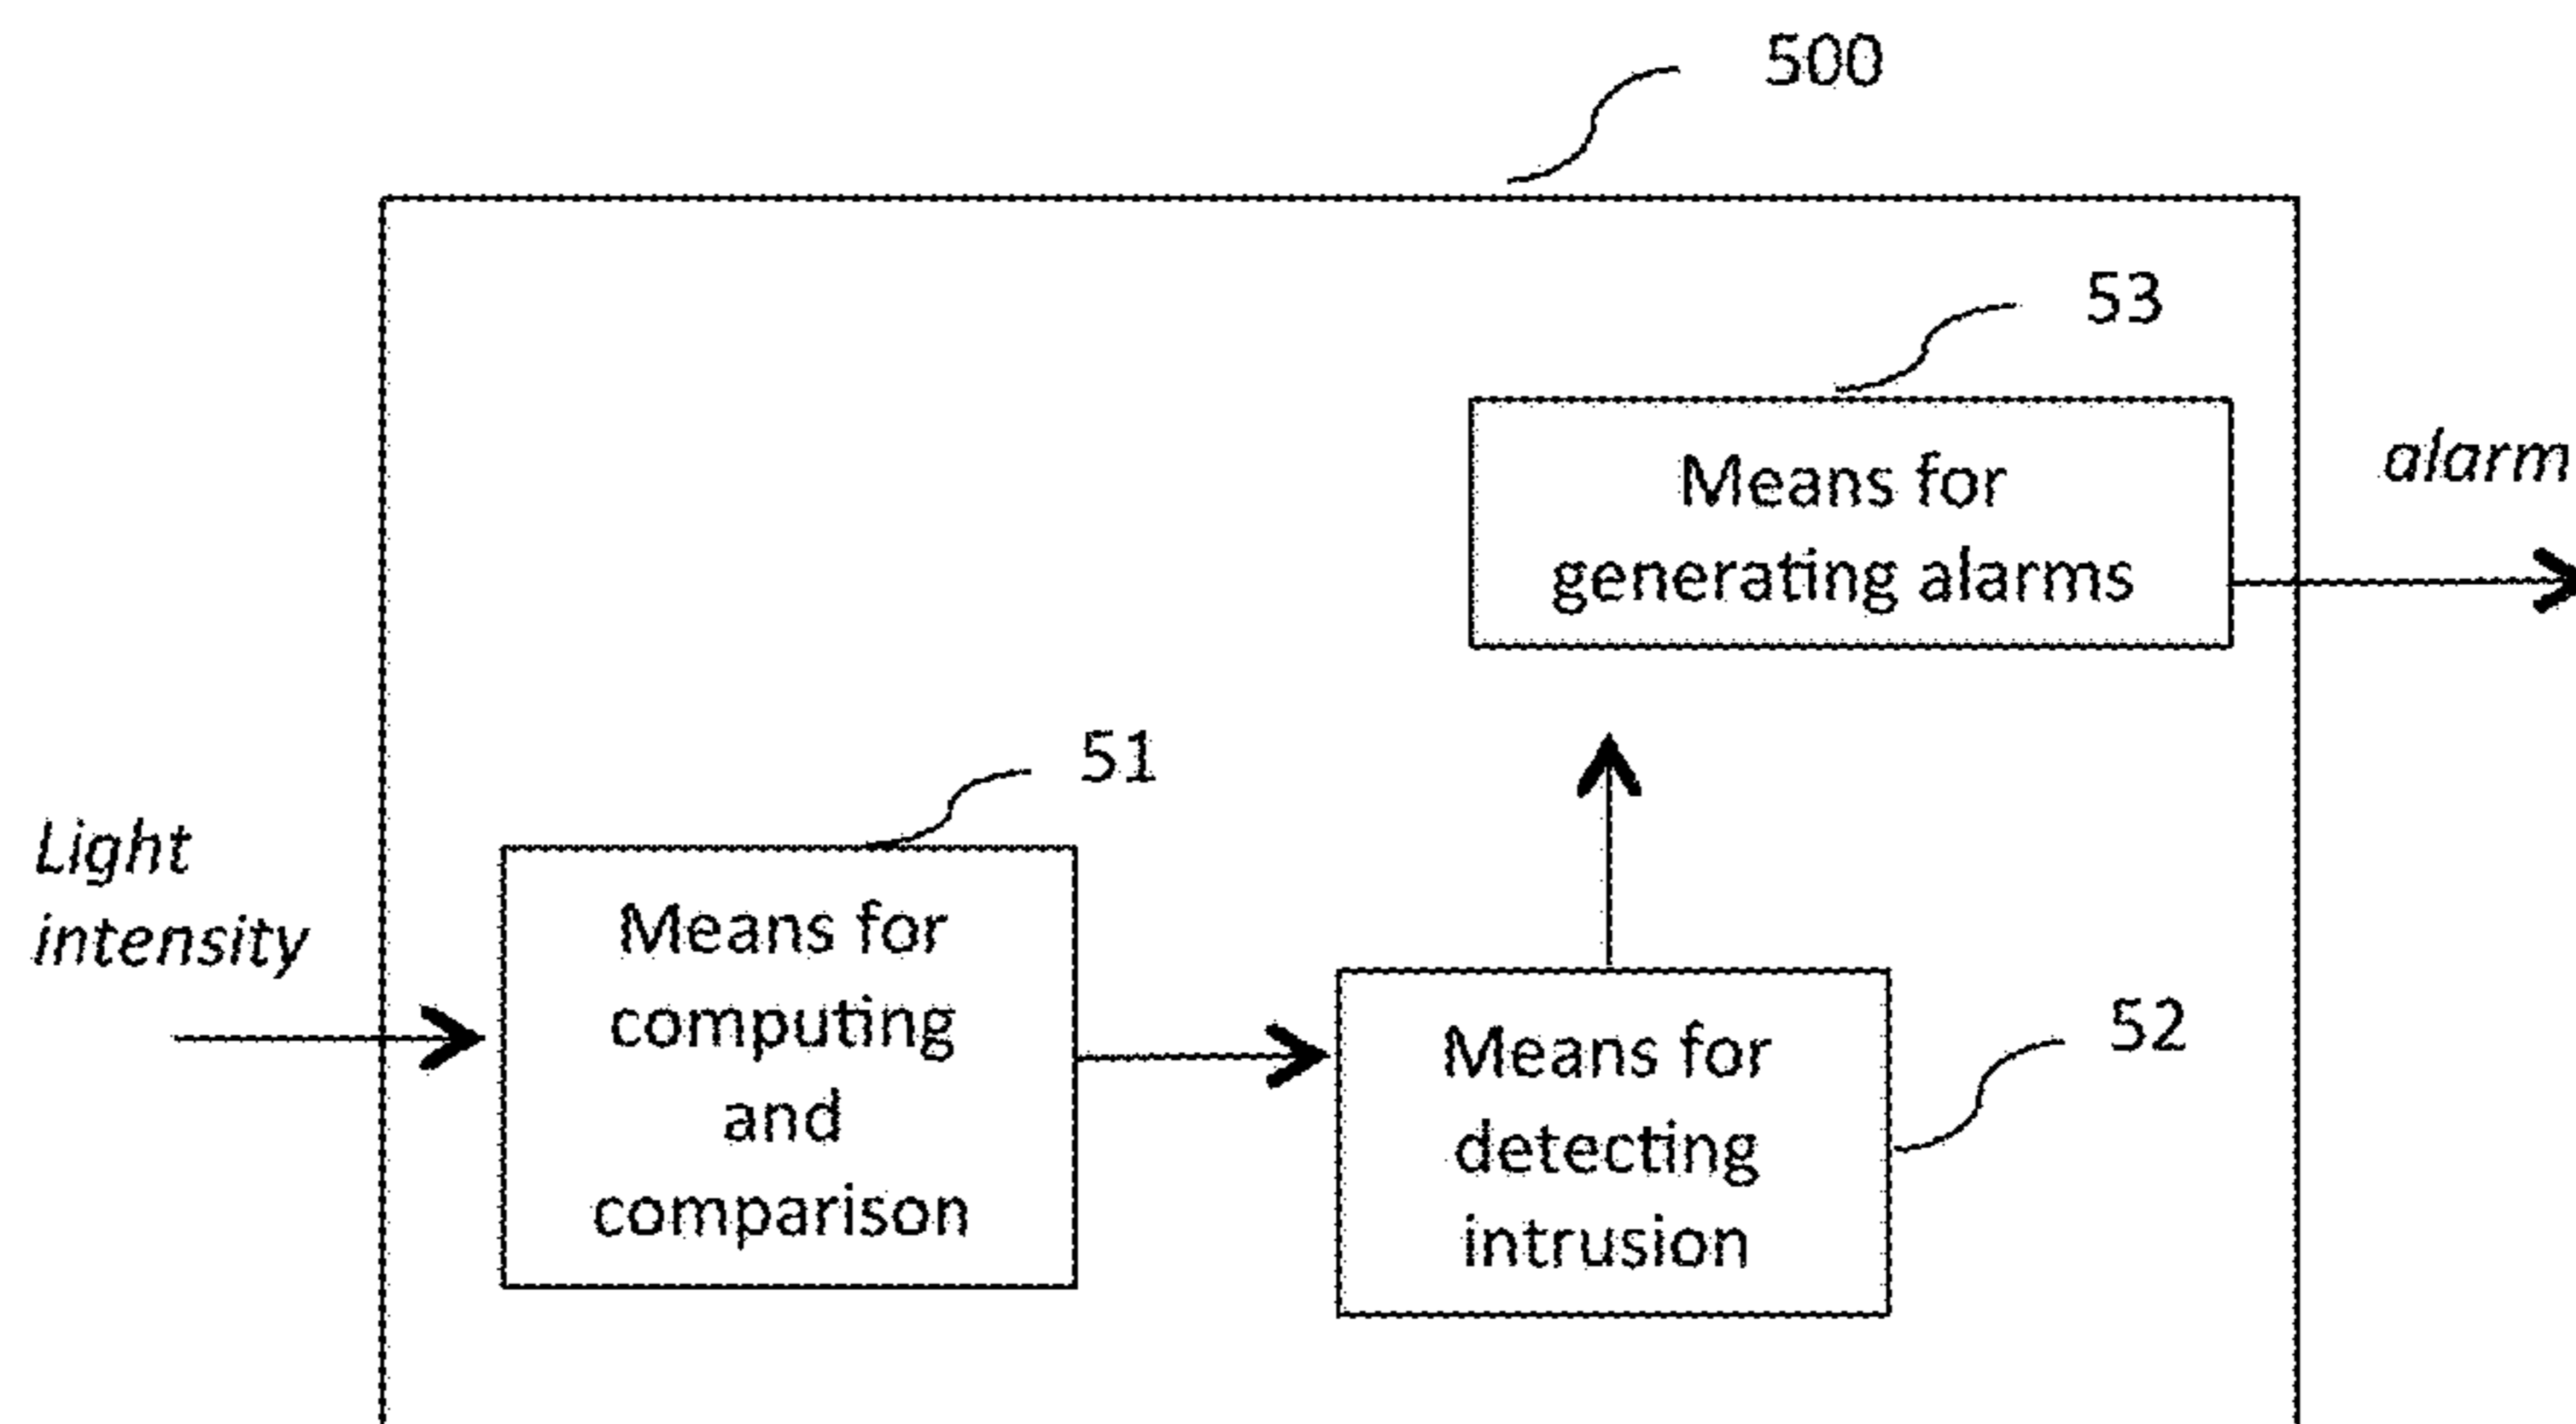 500
53
Means for
generating alarms
alarm
51
Light
intensity
Means for
computing
and
comparison
Means for
detecting
intrusion
52